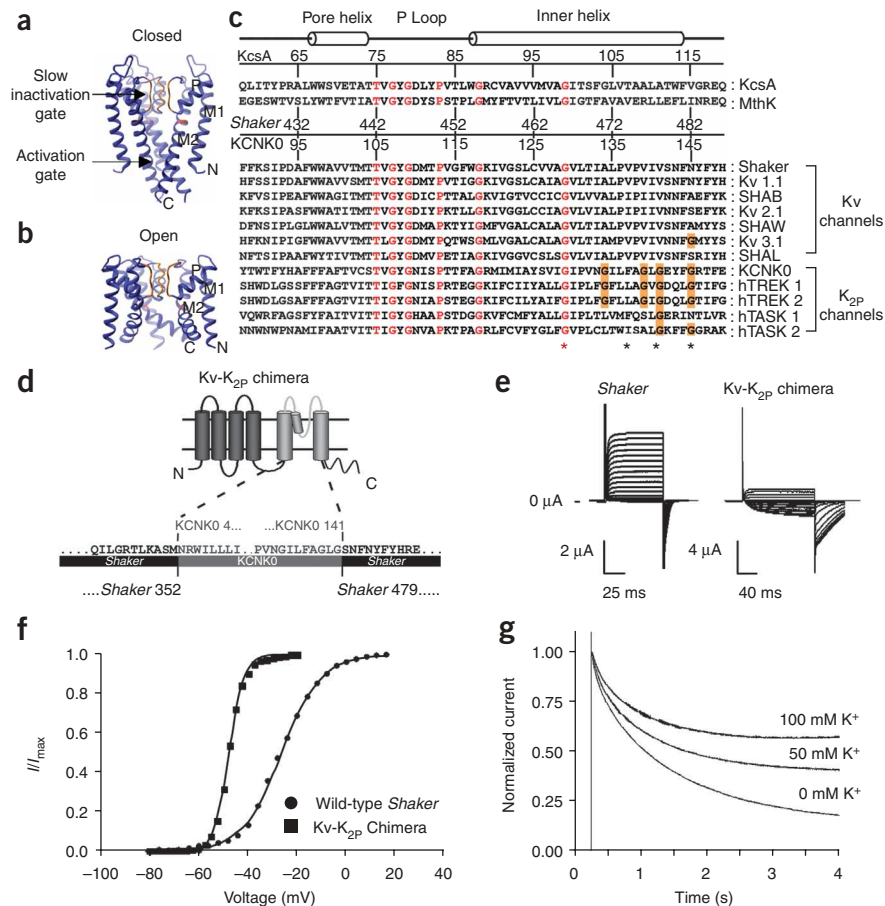 a
Closed
Slow inactivation gate
Activation gate
P
M1
M2
N
C
b
Open
P
M1
M2
C
N
c
Pore helix P Loop Inner helix
KcsA 65 75 85 95 105 115
QLITYPRALWWSVETATTVGYGDLYPVTLWGRCVAVVVMVAGITSFGLVTAALATWFVGREQ : KcsA
EGESWTVSLYWTFVTIATVGYGDYSPSTPLGMYFTVTLIVLGIGTFAVAVERLLEFLINREQ : MthK
Shaker 432 442 452 462 472 482
KCNK0 95 105 115 125 135 145
FFKSIPDAFWWAVVTMTTVGYGDMTPVGFWGKIVGSLCVVAGVLTIALPVPVIVSNFNYFYH : Shaker
HFSSIPDAFWWAVVSMTTVGYGDMYPVTIGGKIVGSLCAIAGVLTIALPVPVIVSNFNYFYH : Kv 1.1
KFVSIPEAFWWAGITMTTVGYGDICPTTALGKVIGTVCCICGVLVVALPIPIIVNNFAEFYK : SHAB
KFKSIPASFWWATITMTTVGYGDIYPKTLLGKIVGGLCCIAGVLVIALPIPIIVNNFSEFYK : Kv 2.1
DFNSIPLGLWWALVTMTTVGYGDMAPKTYIGMFVGALCALAGVLTIALPVPVIVSNFAMYYS : SHAW
HFKNIPIGFWWAVVTMTTLGYGDMYPQTWSGMLVGALCALAGVLTIAMPVPVIVNNFGMYYS : Kv 3.1
NFTSIPAAFWYTIVTMTTLGYGDMVPETIAGKIVGGVCSLSGVLVIALPVPVIVSNFSRIYH : SHAL
YTWTFYHAFFFAFTVCSTVGYGNISPTTFAGRMIMIAYSVIGIPVNGILFAGLGEYFGRTFE : KCNK0
SHWDLGSSFFFAGTVITTIGFGNISPRTEGGKIFCIIYALLGIPLFGFLLAGVGDQLGTIFG : hTREK 1
SHWDLGSAFFFAGTVITTIGYGNIAPSTEGGKIFCILYAIFGIPLFGFLLAGIGDQLGTIFG : hTREK 2
VQWRFAGSFYFAITVITTIGYGHAAPSTDGGKVFCMFYALLGIPLTLVMFQSLGERINTLVR : hTASK 1
NNWNWPNAMIFAATVITTIGYGNVAPKTPAGRLFCVFYGLFGVPLCLTWISALGKFFGGRAK : hTASK 2
* * * *
Kv channels
K2P channels
d
Kv-K2P chimera
N
C
KCNK0 4... ...KCNK0 141
....QILGRTLKASMNRWILLLI..PVNGILFAGLGSNFNYFYHRE....
Shaker KCNK0 Shaker
....Shaker 352 Shaker 479.....
e
Shaker Kv-K2P chimera
0 µA
2 µA 4 µA
25 ms 40 ms
f
I/Imax
1.0
0.8
0.6
0.4
0.2
0.0
Wild-type Shaker
Kv-K2P Chimera
–100 –80 –60 –40 –20 0 20 40
Voltage (mV)
g
Normalized current
1.00
0.75
0.50
0.25
0.00
100 mM K+
50 mM K+
0 mM K+
0 1 2 3 4
Time (s)